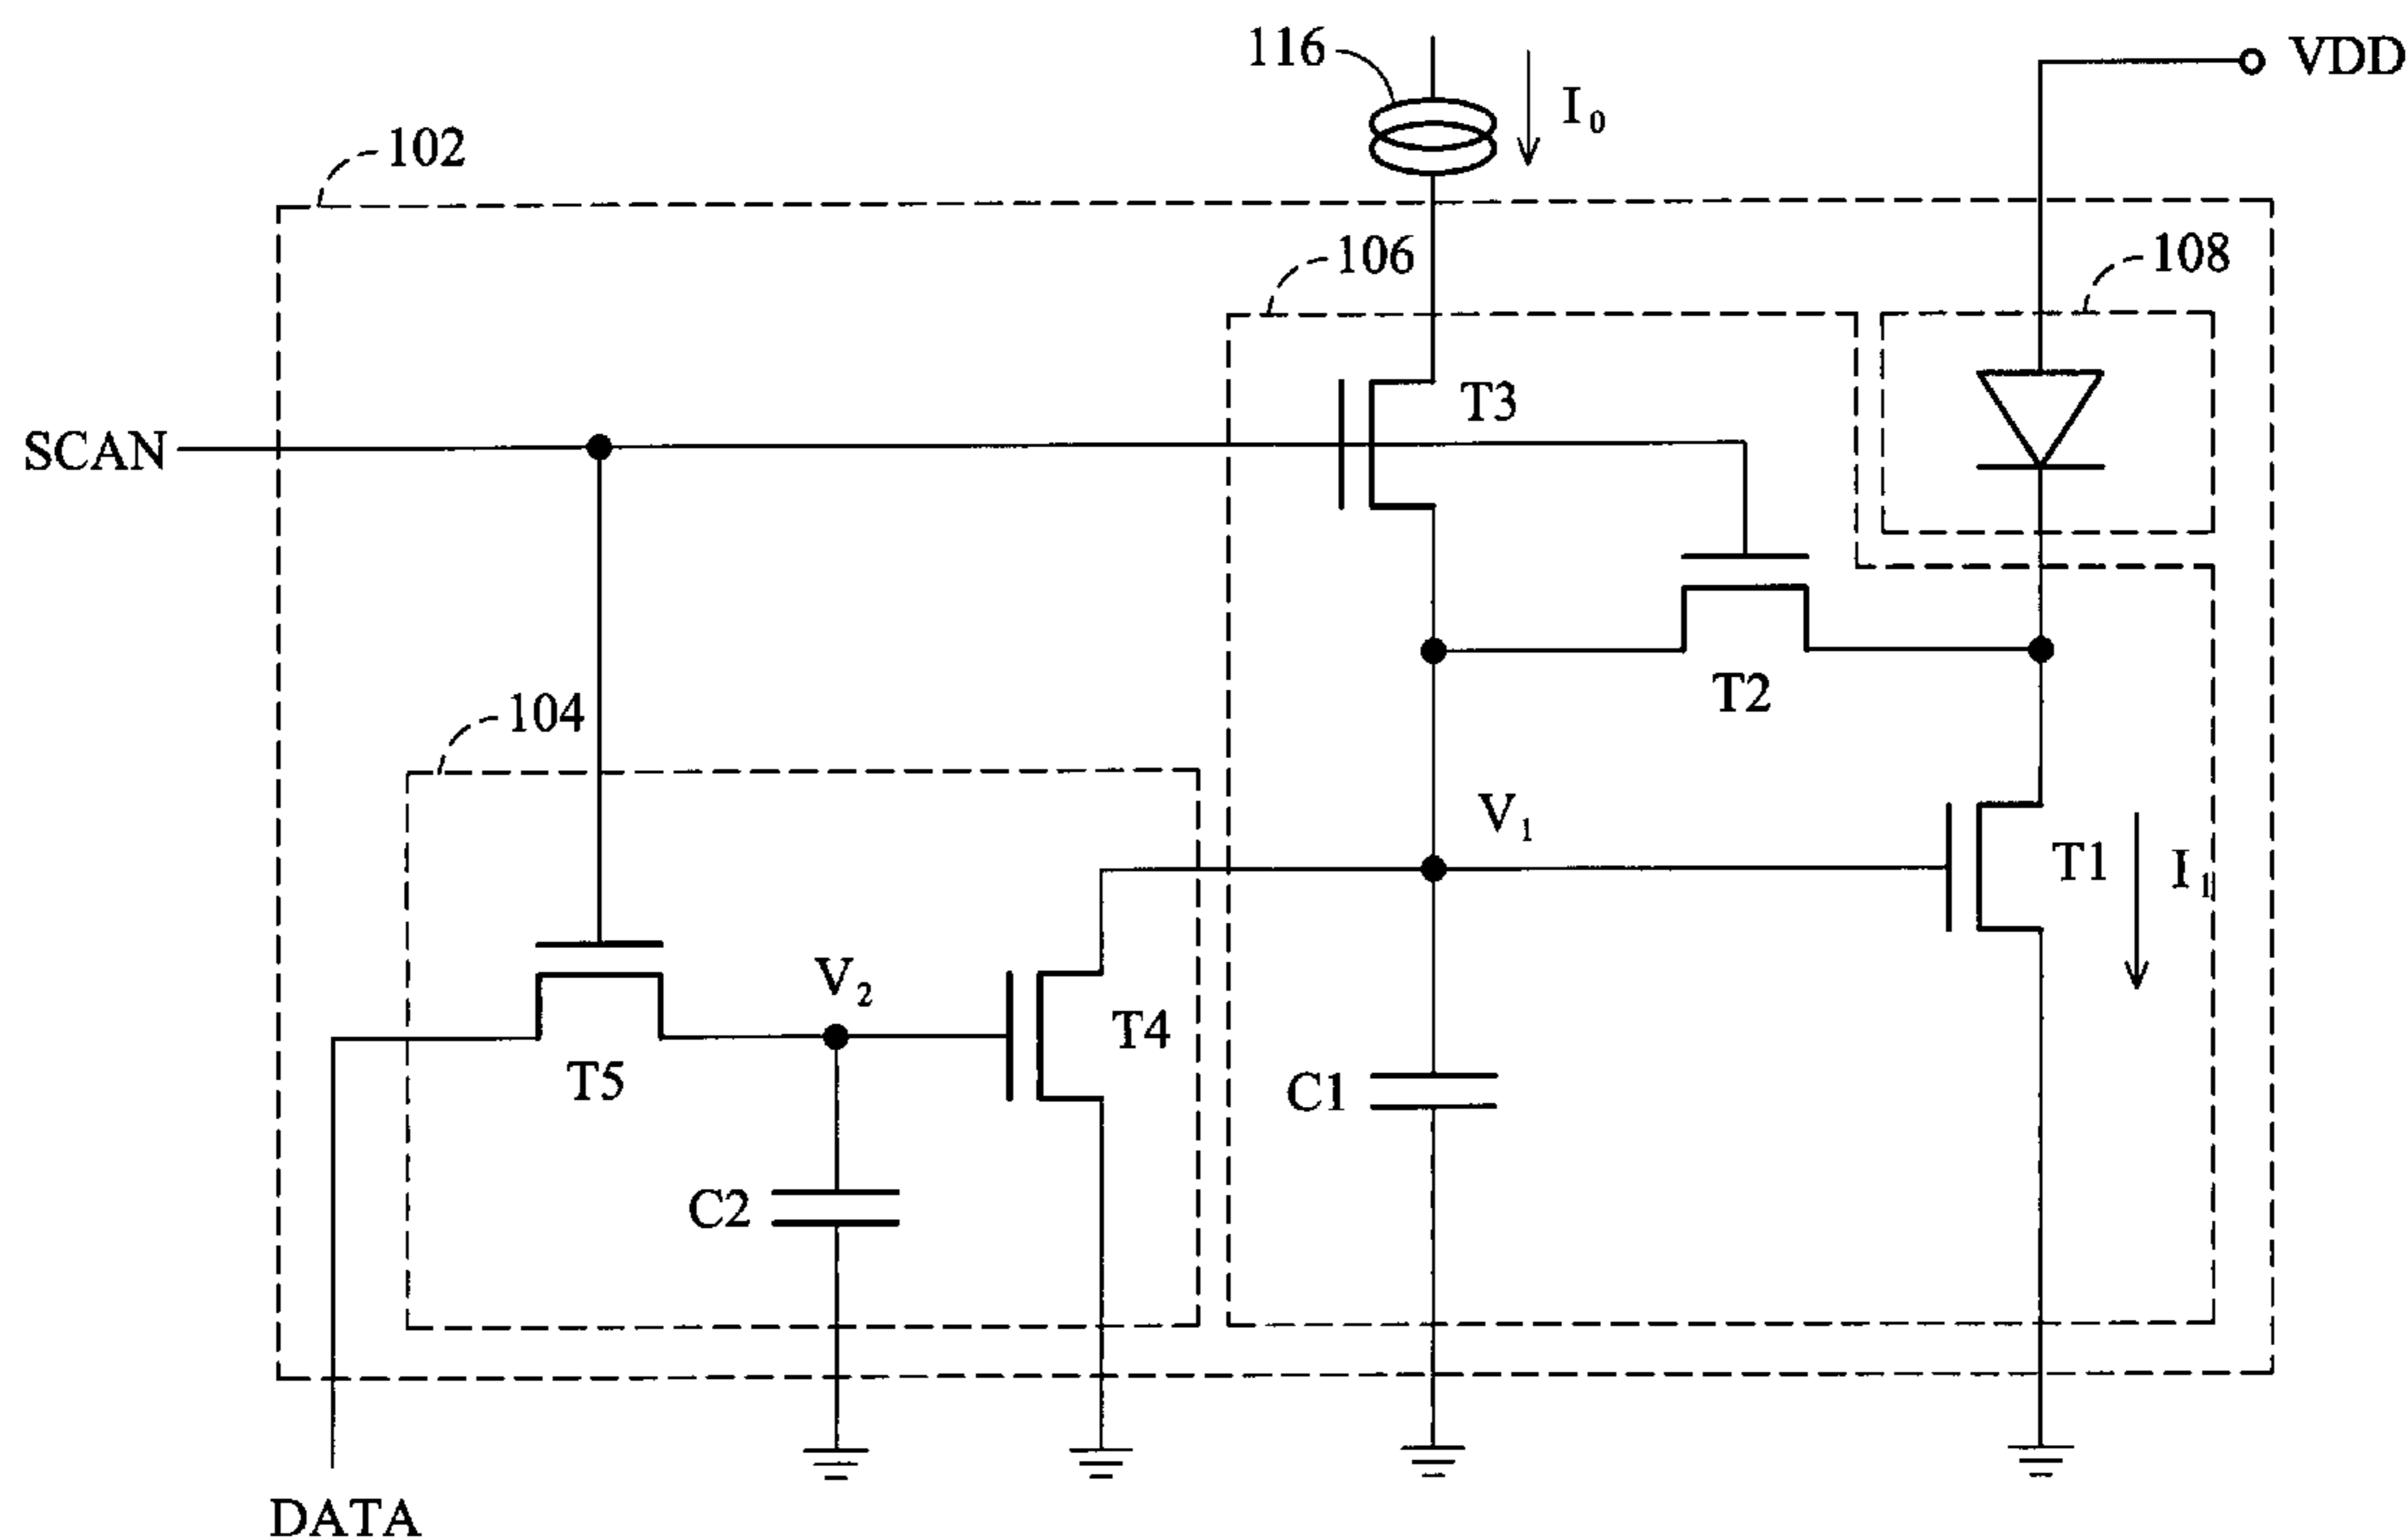 116
I₀
VDD
102
106
108
T3
SCAN
T2
104
V₁
T1
I₁
V₂
T4
T5
C1
C2
DATA